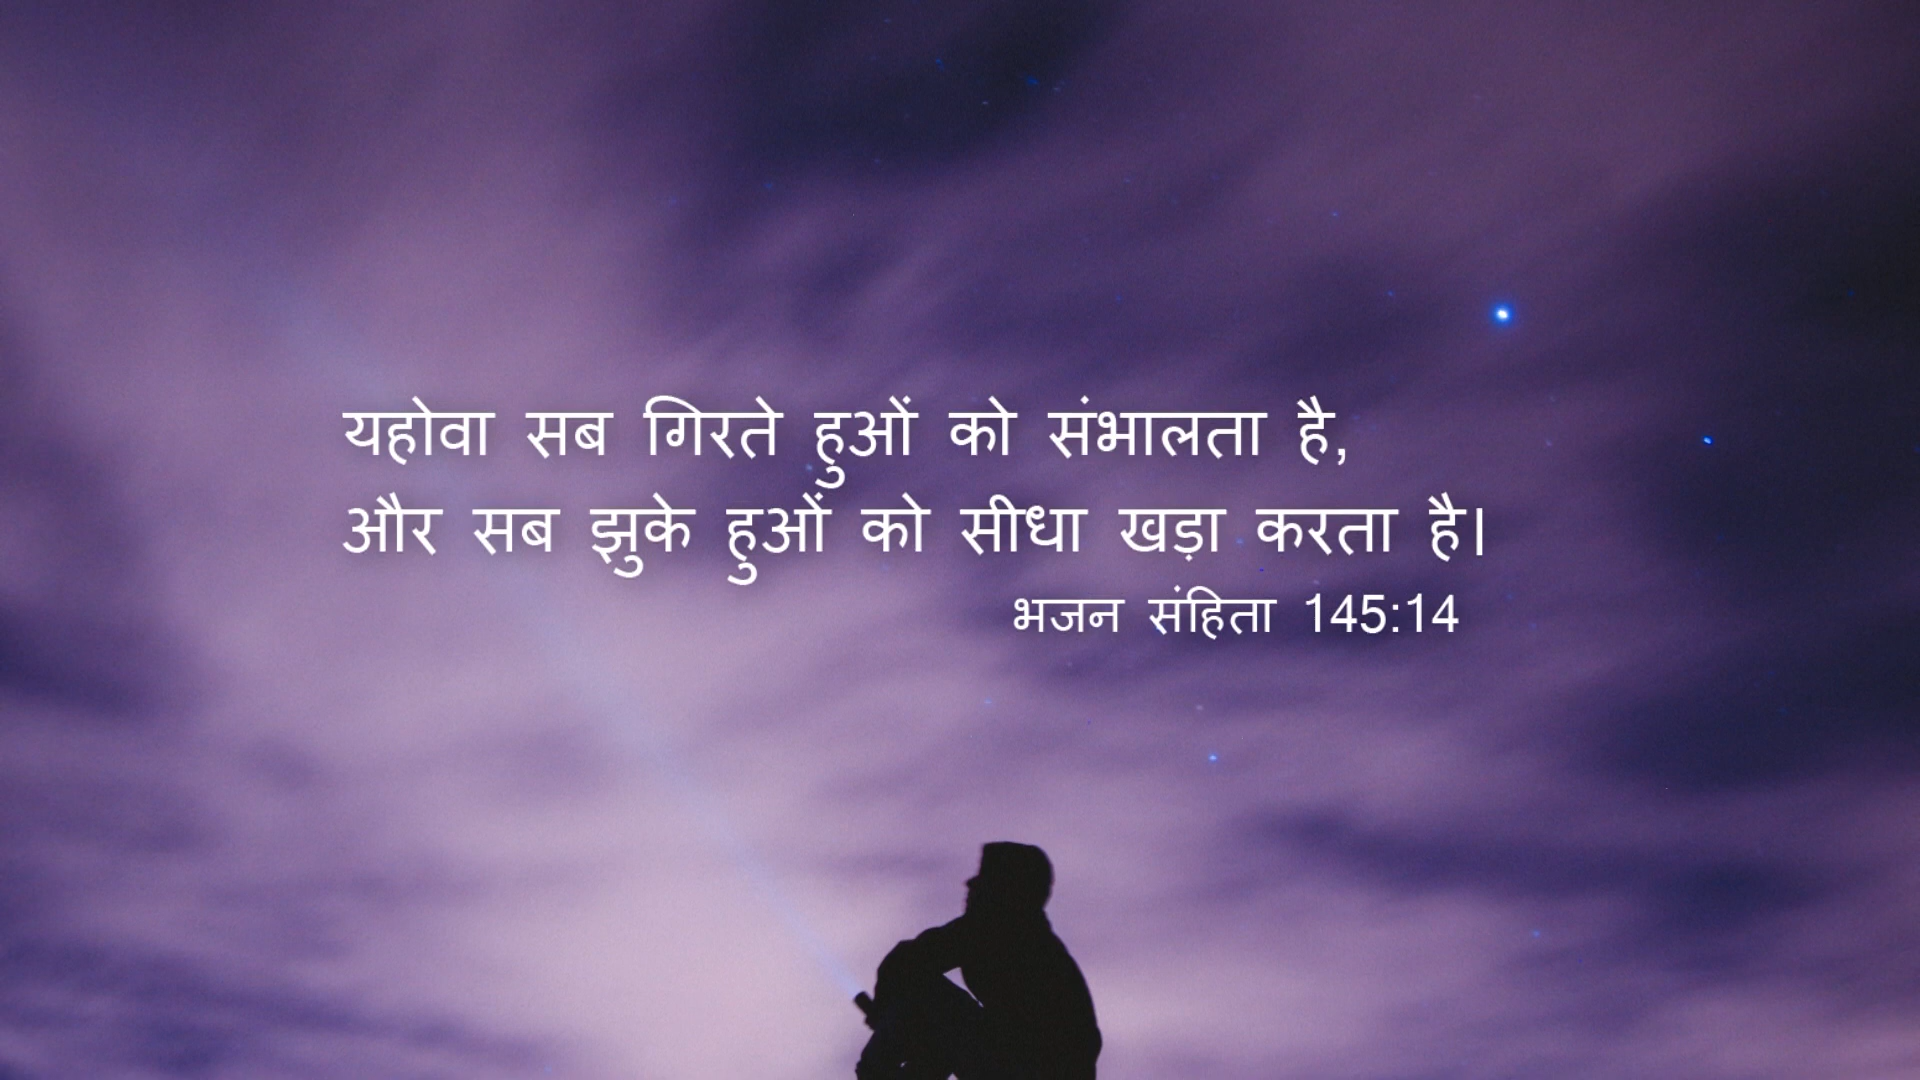 यहोवा सब गिरते हुओं को संभालता है,
और सब झुके हुओं को सीधा खड़ा करता है।
भजन संहिता 145:14